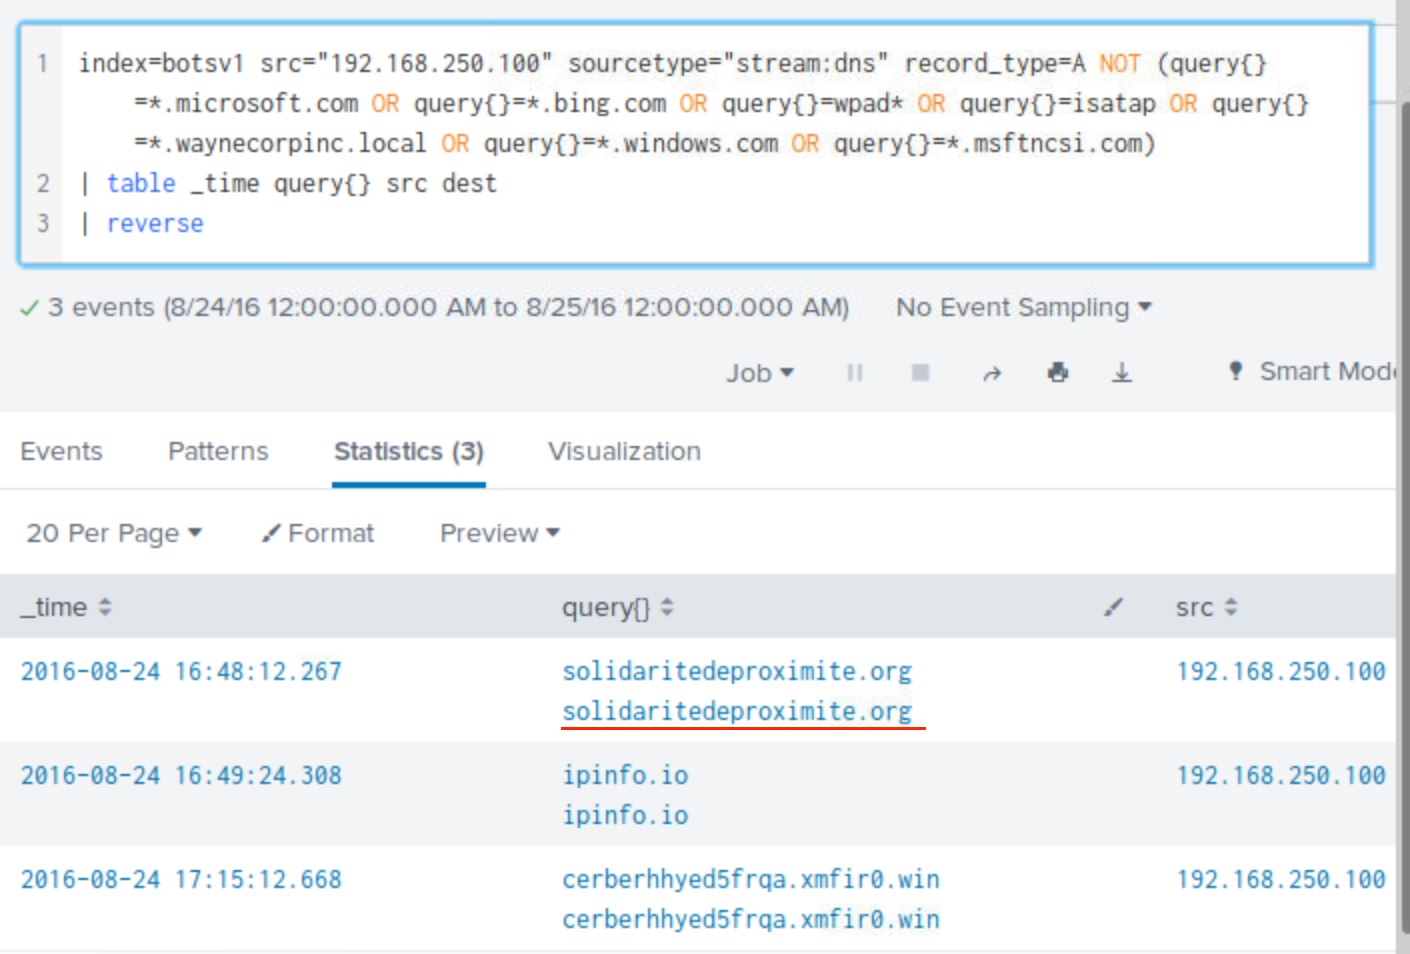 1 index=botsv1 src="192.168.250.100" sourcetype="stream:dns" record_type=A NOT (query{}
=*.microsoft.com OR query{}=*.bing.com OR query{}=wpad* OR query{}=isatap OR query{}
=*.waynecorpinc.local OR query{}=*.windows.com OR query{}=*.msftncsi.com)
2 | table _time query{} src dest
3 | reverse
✓ 3 events (8/24/16 12:00:00.000 AM to 8/25/16 12:00:00.000 AM) No Event Sampling
Job Smart Mode
Events Patterns Statistics (3) Visualization
20 Per Page Format Preview
_time query{} src
2016-08-24 16:48:12.267 solidaritedeproximite.org 192.168.250.100
solidaritedeproximite.org
2016-08-24 16:49:24.308 ipinfo.io 192.168.250.100
ipinfo.io
2016-08-24 17:15:12.668 cerberhhyed5frqa.xmfir0.win 192.168.250.100
cerberhhyed5frqa.xmfir0.win